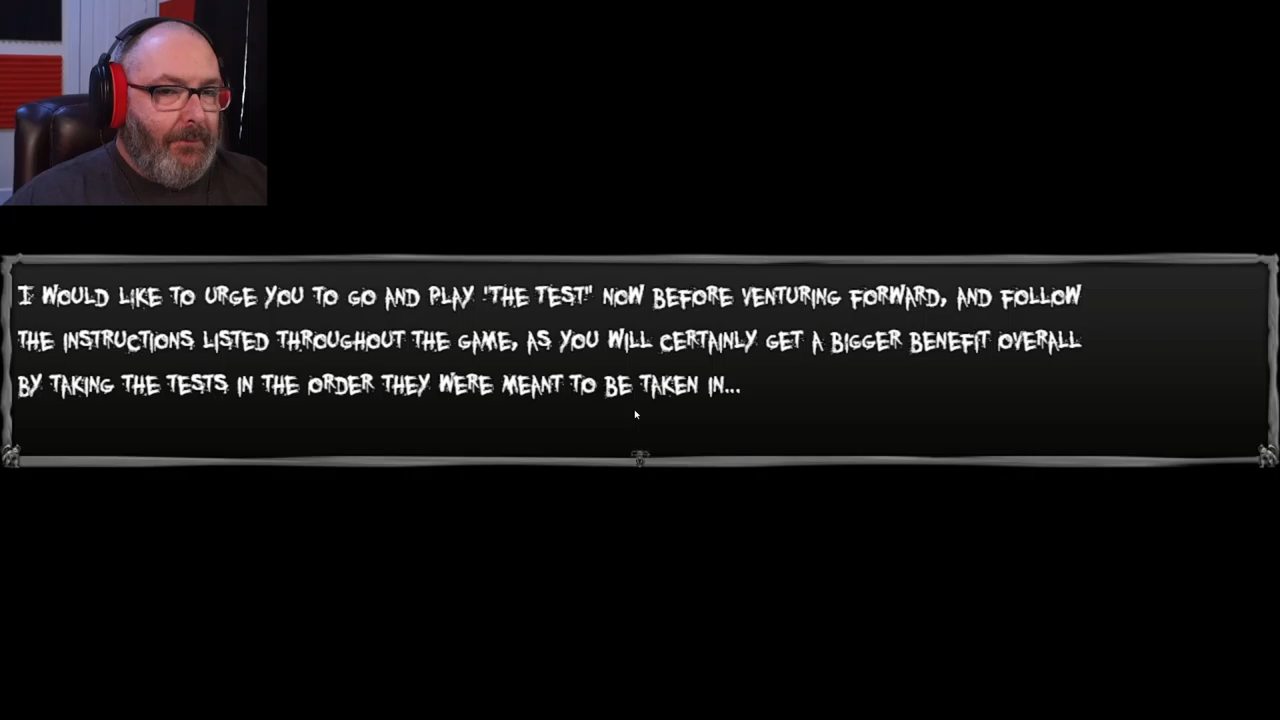 I WOULD LIKE TO URGE YOU TO GO AND PLAY "THE TEST" NOW BEFORE VENTURING FORWARD, AND FOLLOW
THE INSTRUCTIONS LISTED THROUGHOUT THE GAME, AS YOU WILL CERTAINLY GET A BIGGER BENEFIT OVERALL
BY TAKING THE TESTS IN THE ORDER THEY WERE MEANT TO BE TAKEN IN...